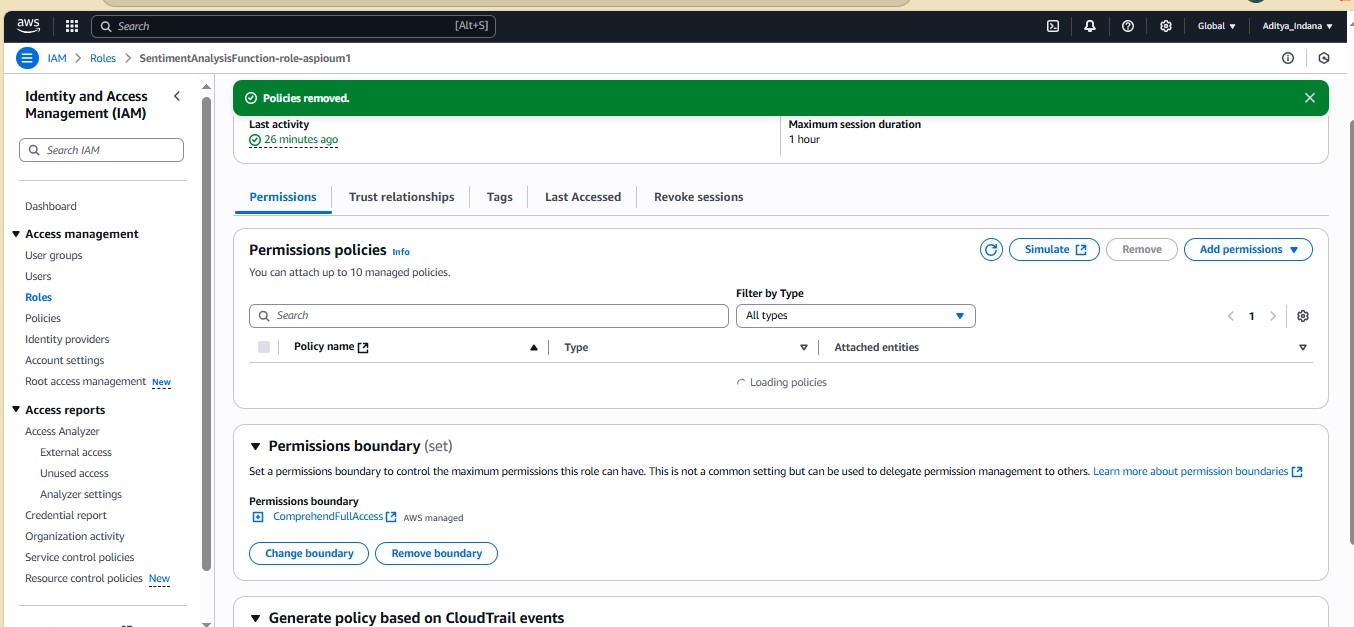 aws
Search [Alt+S]
Global
Aditya_Indana
IAM > Roles > SentimentAnalysisFunction-role-aspioum1
Identity and Access
Management (IAM)
Search IAM
Dashboard
Access management
User groups
Users
Roles
Policies
Identity providers
Account settings
Root access management New
Access reports
Access Analyzer
External access
Unused access
Analyzer settings
Credential report
Organization activity
Service control policies
Resource control policies New
Policies removed.
Last activity
26 minutes ago
Maximum session duration
1 hour
Permissions
Trust relationships
Tags
Last Accessed
Revoke sessions
Permissions policies Info
You can attach up to 10 managed policies.
Simulate
Remove
Add permissions
Filter by Type
Search
All types
1
Policy name
Type
Attached entities
Loading policies
Permissions boundary (set)
Set a permissions boundary to control the maximum permissions this role can have. This is not a common setting but can be used to delegate permission management to others. Learn more about permission boundaries
Permissions boundary
ComprehendFullAccess AWS managed
Change boundary
Remove boundary
Generate policy based on CloudTrail events